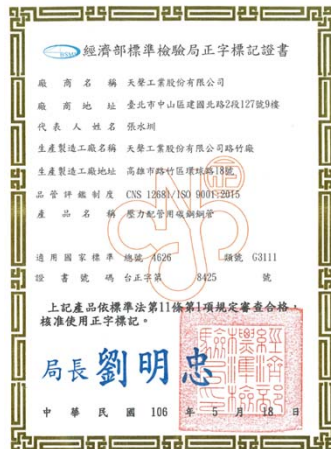 經濟部標準檢驗局正字標記證書
廠商名稱 天聲工業股份有限公司
廠商地址 臺北市中山區建國北路2段127號9樓
代表人姓名 張水圳
生產製造工廠名稱 天聲工業股份有限公司路竹廠
生產製造工廠地址 高雄市路竹區環球路18號
品管評鑑制度 CNS 12681/ISO 9001:2015
產品名稱 壓力配管用碳鋼鋼管
適用國家標準 總號 4626 類號 G3111
證書號碼 台正字第 8425 號
上記產品依標準法第11條第1項規定審查合格，
核准使用正字標記。
局長 劉明忠
中華民國 106 年 5 月 18 日